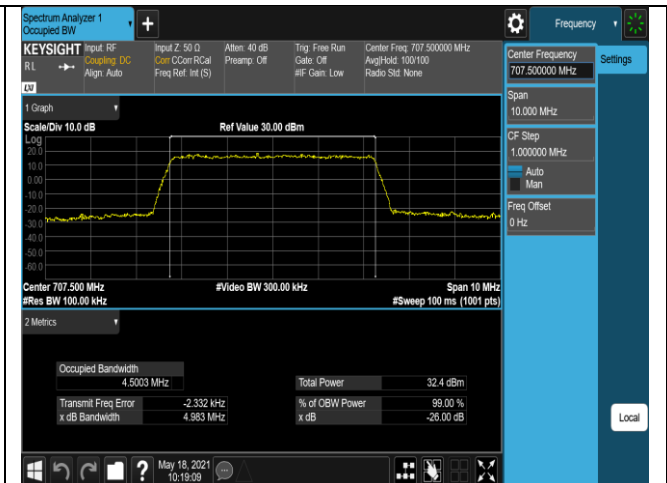 Spectrum Analyzer 1
Occupied BW
+
Frequency
KEYSIGHT
Input: RF
Input Z: 50 Ω
Atten: 40 dB
Trig: Free Run
Center Freq: 707.500000 MHz
RL
Coupling: DC
Corr CCorr RCal
Preamp: Off
Gate: Off
Avg|Hold: 100/100
Align: Auto
Freq Ref: Int (S)
#IF Gain: Low
Radio Std: None
LXI
Center Frequency
707.500000 MHz
Settings
Span
10.000 MHz
CF Step
1.000000 MHz
Auto
Man
Freq Offset
0 Hz
Local
1 Graph
Scale/Div 10.0 dB
Ref Value 30.00 dBm
Log
20.0
10.0
0.00
-10.0
-20.0
-30.0
-40.0
-50.0
-60.0
Center 707.500 MHz
#Video BW 300.00 kHz
Span 10 MHz
#Res BW 100.00 kHz
#Sweep 100 ms (1001 pts)
2 Metrics
Occupied Bandwidth
4.5003 MHz
Total Power
32.4 dBm
Transmit Freq Error
-2.332 kHz
% of OBW Power
99.00 %
x dB Bandwidth
4.983 MHz
x dB
-26.00 dB
?
May 18, 2021
10:19:09